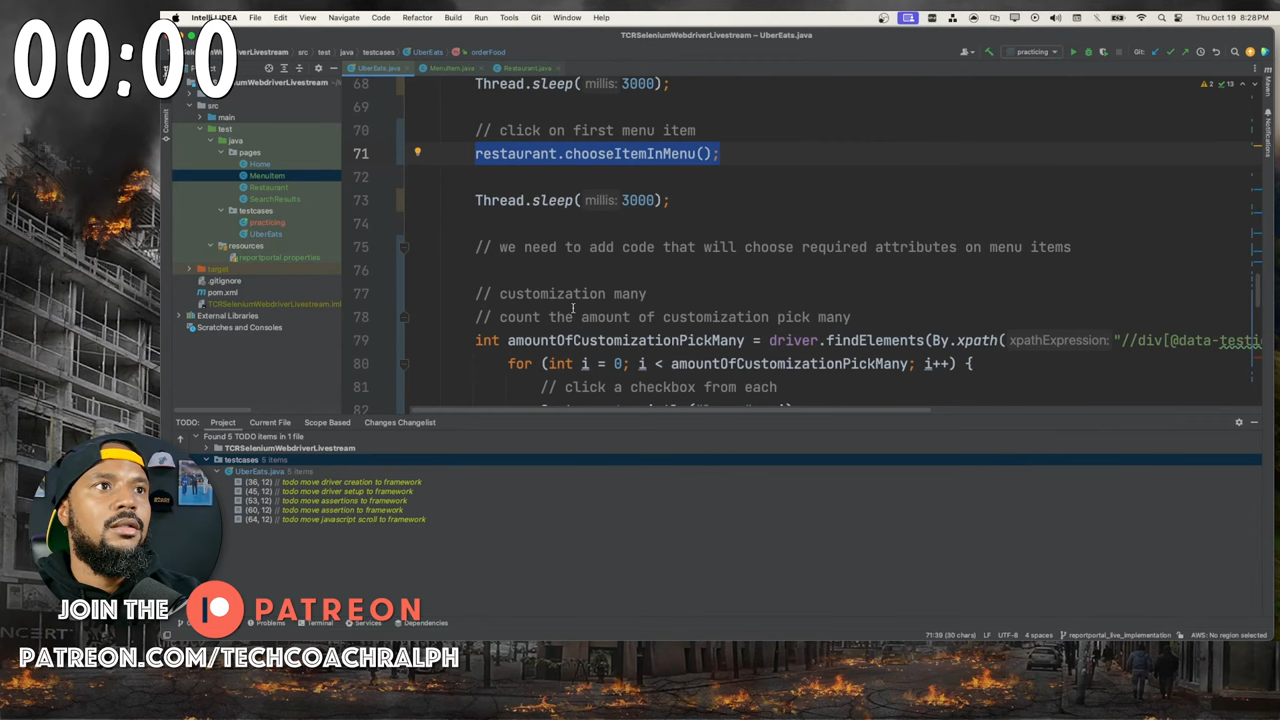 IntelliJ IDEA File Edit View Navigate Code Refactor Build Run Tools Git Window Help
Thu Oct 19 8:28PM
00:00
TCRSeleniumWebdriverLivestream – UberEats.java
src test java testcases UberEats orderFood
practicing
Git:
UberEats.java MenuItem.java Restaurant.java
Maven
Notifications
Commit
src
main
test
java
pages
Home
MenuItem
Restaurant
SearchResults
testcases
practicing
UberEats
resources
reportportal.properties
target
.gitignore
pom.xml
TCRSeleniumWebdriverLivestream.iml
External Libraries
Scratches and Consoles
2 13
68 Thread.sleep( millis: 3000);
69
70 // click on first menu item
71 restaurant.chooseItemInMenu();
72
73 Thread.sleep( millis: 3000);
74
75 // we need to add code that will choose required attributes on menu items
76
77 // customization many
78 // count the amount of customization pick many
79 int amountOfCustomizationPickMany = driver.findElements(By.xpath( xpathExpression: "//div[@data-testi
80 for (int i = 0; i < amountOfCustomizationPickMany; i++) {
81 // click a checkbox from each
82
TODO: Project Current File Scope Based Changes Changelist
Found 5 TODO items in 1 file
TCRSeleniumWebdriverLivestream
testcases 5 items
UberEats.java 5 items
(36, 12) // todo move driver creation to framework
(45, 12) // todo move driver setup to framework
(53, 12) // todo move assertions to framework
(60, 12) // todo move assertion to framework
(64, 12) // todo move javascript scroll to framework
Problems Terminal Services Dependencies
71:39 (30 chars) LF UTF-8 4 spaces reportportal_live_implementation AWS: No region selected
JOIN THE PATREON
PATREON.COM/TECHCOACHRALPH